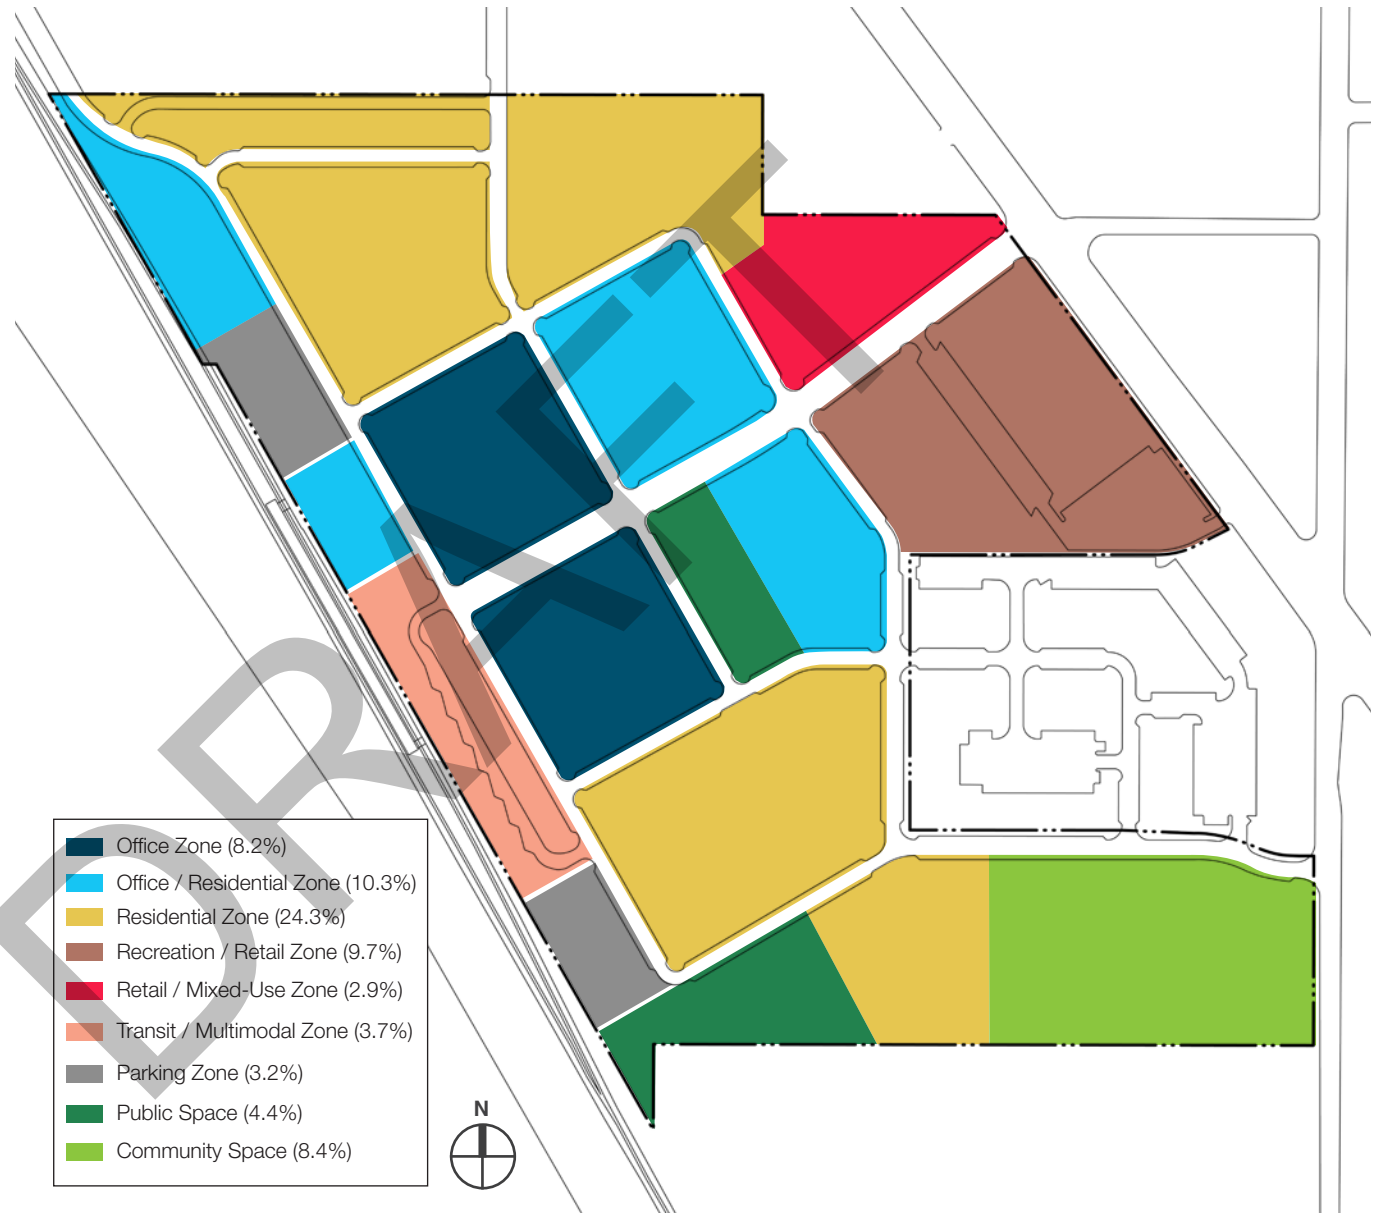 DRAFT
Office Zone (8.2%)
Office / Residential Zone (10.3%)
Residential Zone (24.3%)
Recreation / Retail Zone (9.7%)
Retail / Mixed-Use Zone (2.9%)
Transit / Multimodal Zone (3.7%)
Parking Zone (3.2%)
Public Space (4.4%)
Community Space (8.4%)
N